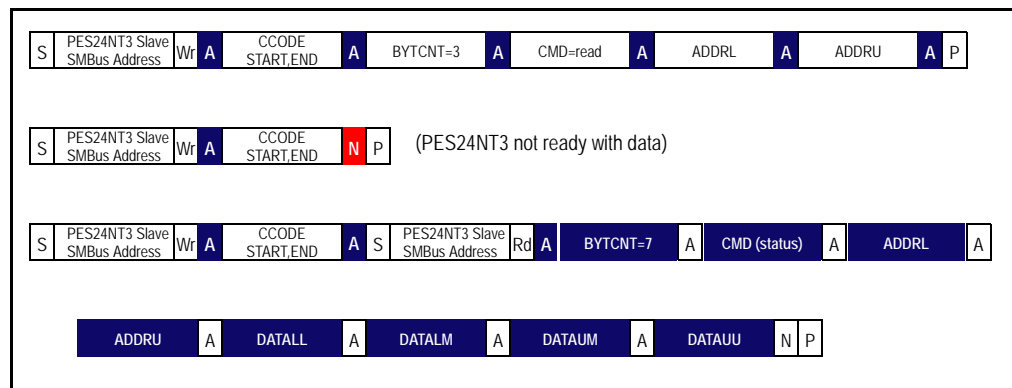 S PES24NT3 Slave SMBus Address Wr A CCODE START,END A BYTCNT=3 A CMD=read A ADDRL A ADDRU A P
S PES24NT3 Slave SMBus Address Wr A CCODE START,END N P (PES24NT3 not ready with data)
S PES24NT3 Slave SMBus Address Wr A CCODE START,END A S PES24NT3 Slave SMBus Address Rd A BYTCNT=7 A CMD (status) A ADDRL A
ADDRU A DATALL A DATALM A DATAUM A DATAUU N P